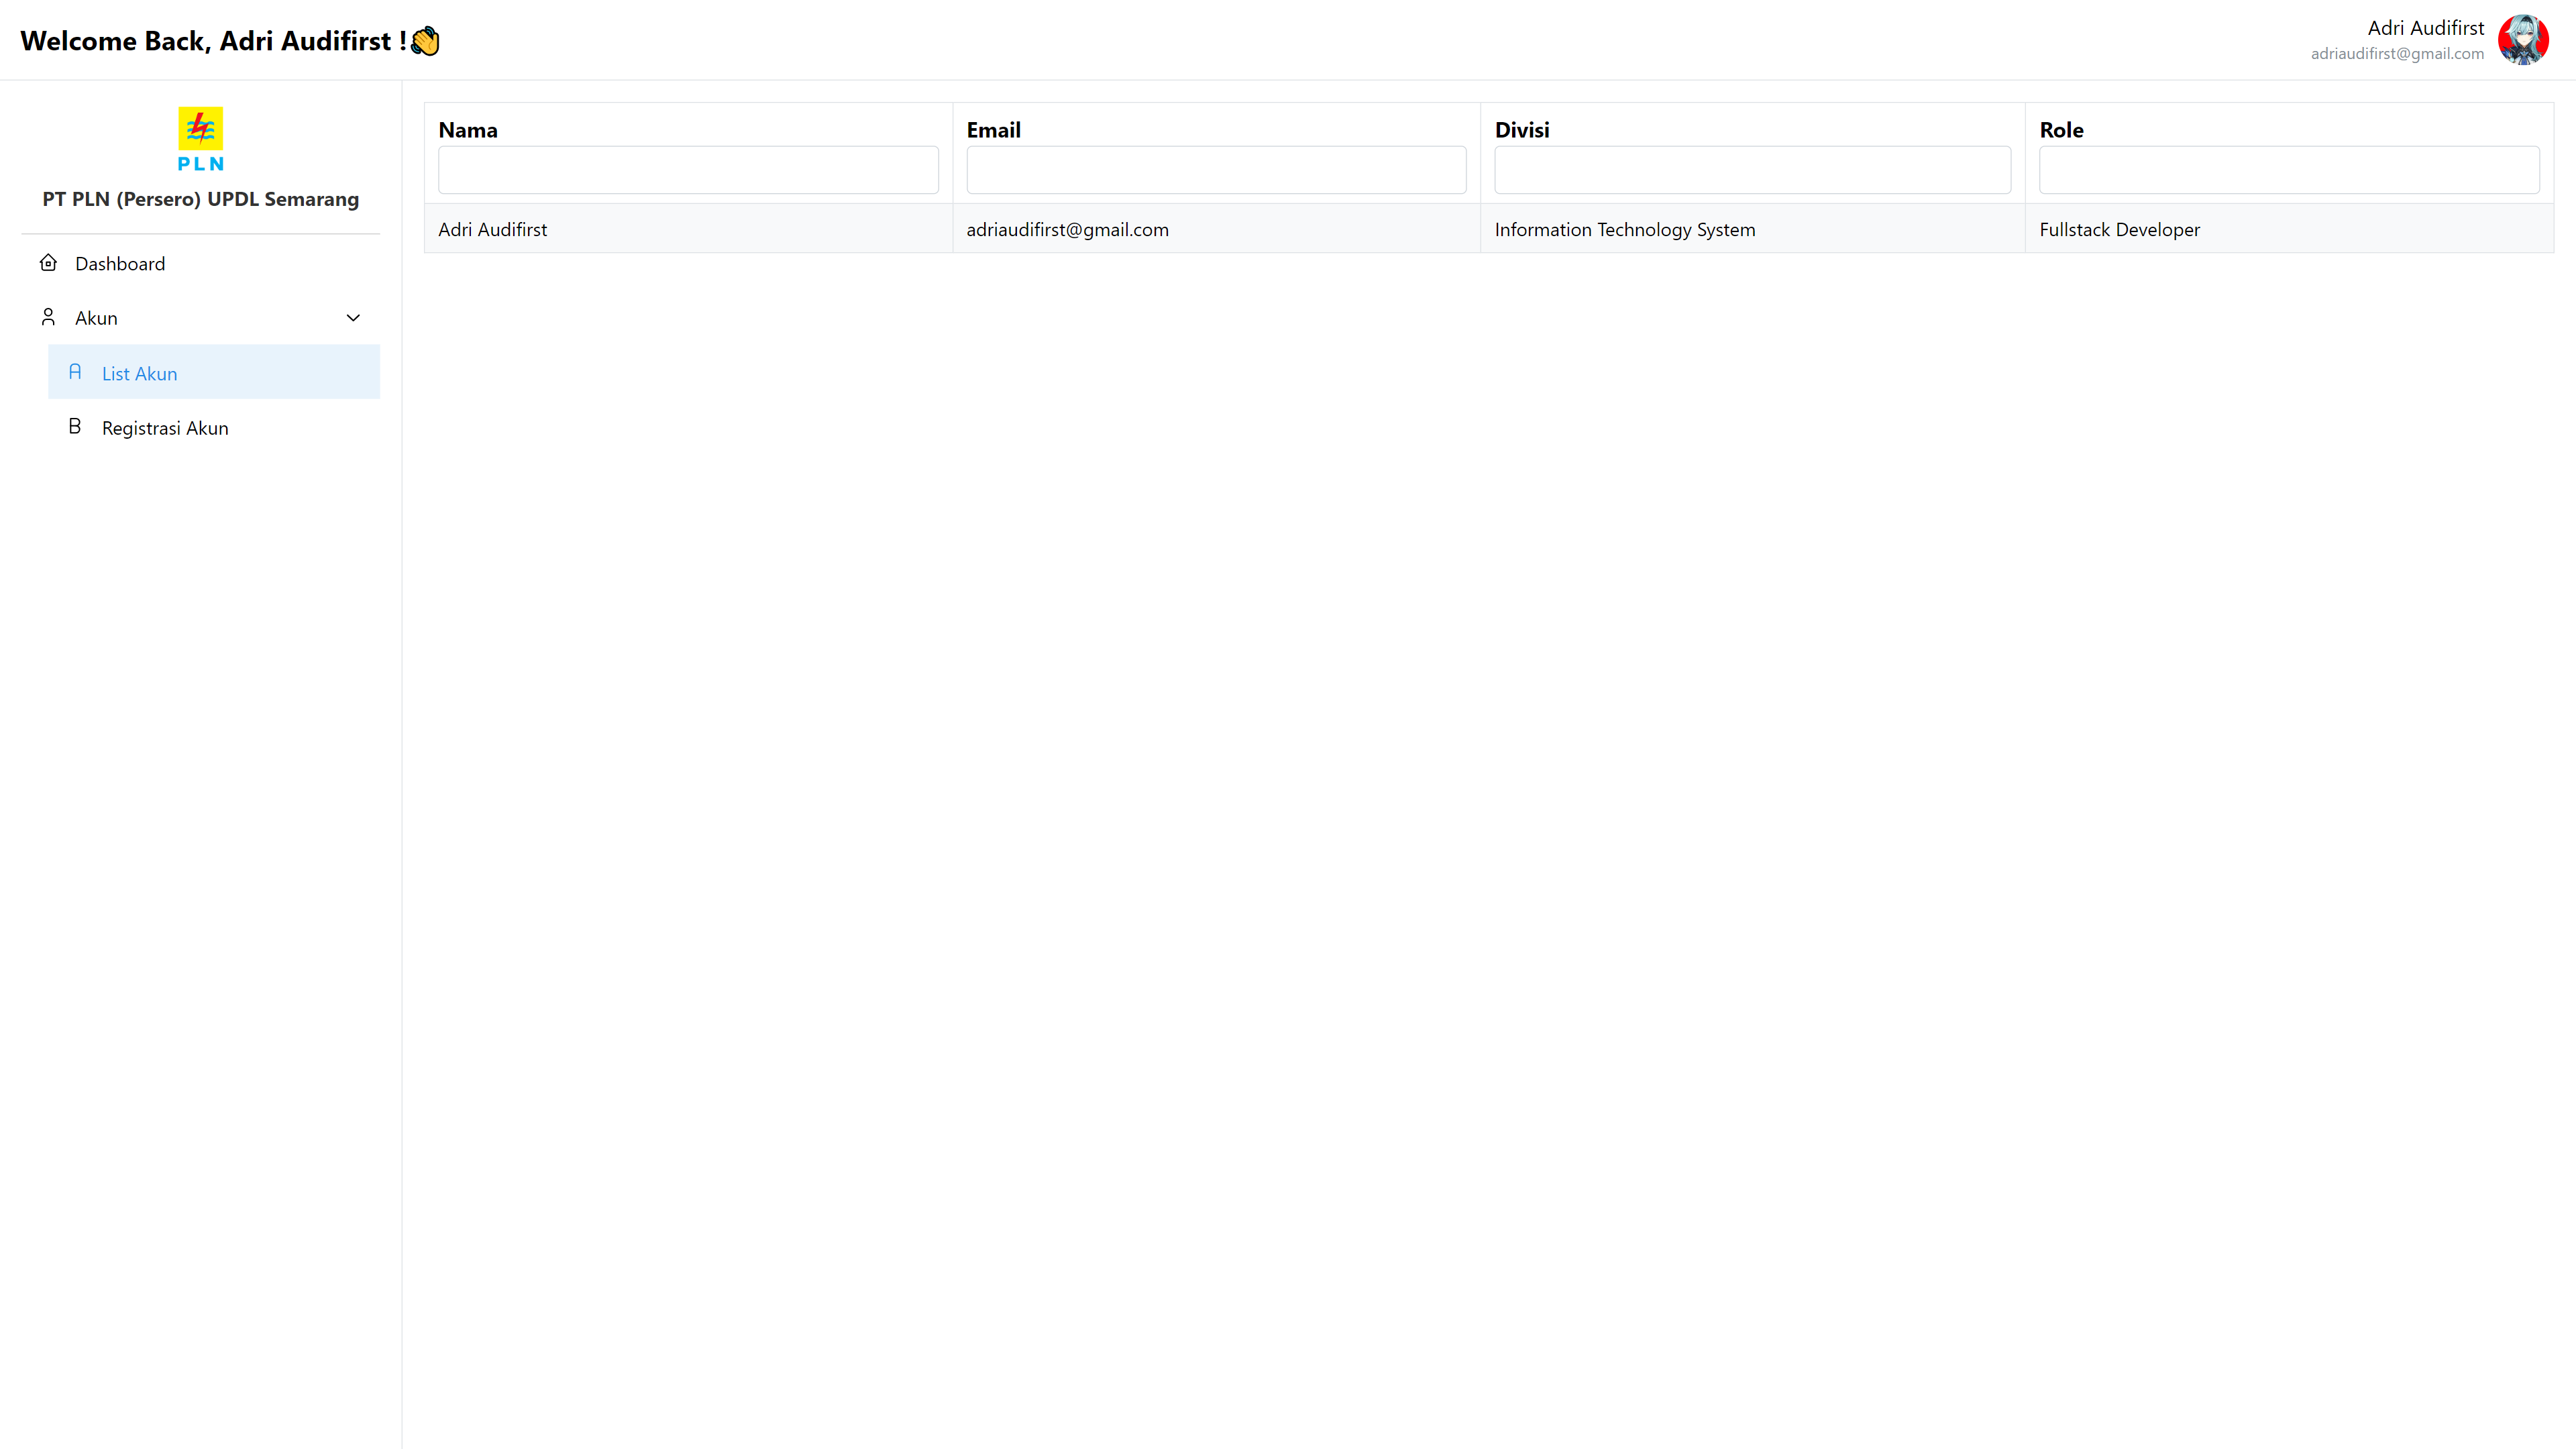 Welcome Back, Adri Audifirst !👋
Adri Audifirst
adriaudifirst@gmail.com
PLN
PT PLN (Persero) UPDL Semarang
Dashboard
Akun
A List Akun
B Registrasi Akun
Nama Email Divisi Role
Adri Audifirst adriaudifirst@gmail.com Information Technology System Fullstack Developer